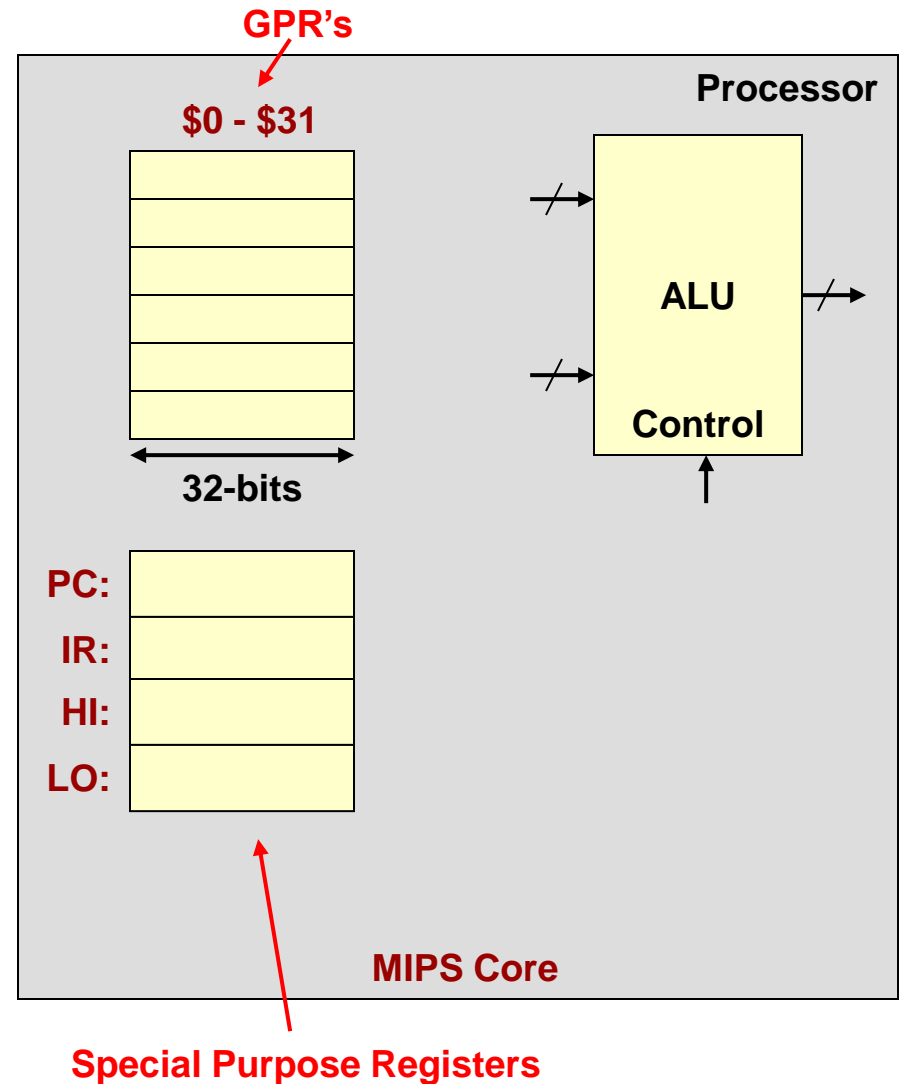 GPR's
Processor
$0 - $31
ALU
Control
32-bits
PC:
IR:
HI:
LO:
MIPS Core
Special Purpose Registers